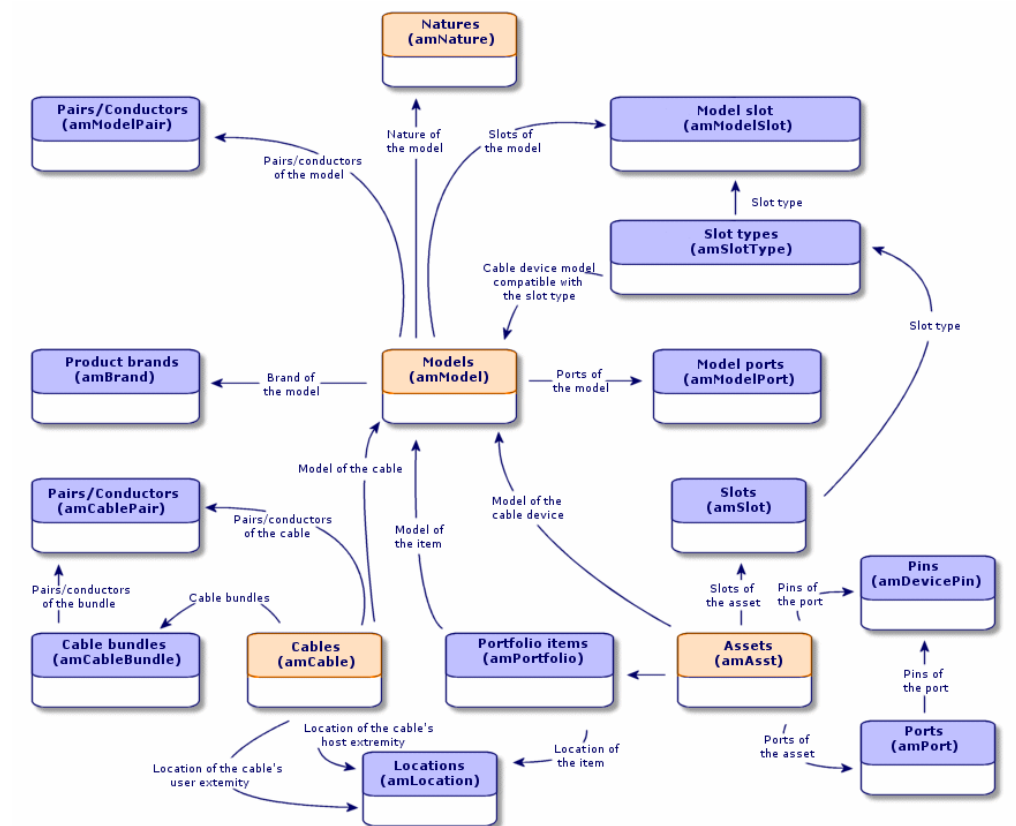 Natures
(amNature)
Pairs/Conductors
(amModelPair)
Model slot
(amModelSlot)
Nature of
the model
Slots of
the model
Pairs/conductors
of the model
Slot type
Slot types
(amSlotType)
Cable device model
compatible with
the slot type
Slot type
Product brands
(amBrand)
Brand of
the model
Models
(amModel)
Ports of
the model
Model ports
(amModelPort)
Model of the cable
Pairs/Conductors
(amCablePair)
Pairs/conductors
of the cable
Model of
the item
Model of the
cable device
Slots
(amSlot)
Pins
(amDevicePin)
Pairs/conductors
of the bundle
Cable bundles
Slots of
the asset
Pins of
the port
Cable bundles
(amCableBundle)
Cables
(amCable)
Portfolio items
(amPortfolio)
Assets
(amAsst)
Pins of
the port
Location of the cable's
host extremity
Location of the cable's
user extemity
Locations
(amLocation)
Location of
the item
Ports of
the asset
Ports
(amPort)